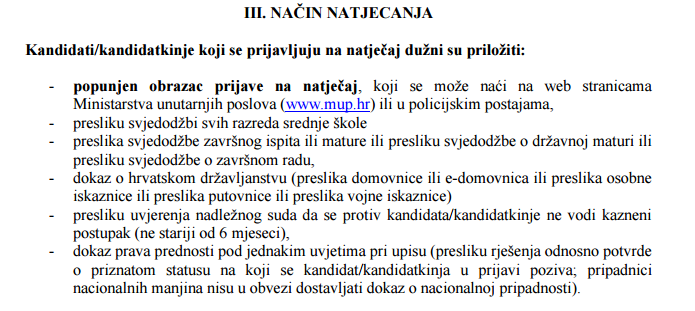 III. NAČIN NATJECANJA
Kandidati/kandidatkinje koji se prijavljuju na natječaj dužni su priložiti:
- popunjen obrazac prijave na natječaj, koji se može naći na web stranicama
Ministarstva unutarnjih poslova (www.mup.hr) ili u policijskim postajama,
- presliku svjedodžbi svih razreda srednje škole
- preslika svjedodžbe završnog ispita ili mature ili presliku svjedodžbe o državnoj maturi ili
presliku svjedodžbe o završnom radu,
- dokaz o hrvatskom državljanstvu (preslika domovnice ili e-domovnica ili preslika osobne
iskaznice ili preslika putovnice ili preslika vojne iskaznice)
- presliku uvjerenja nadležnog suda da se protiv kandidata/kandidatkinje ne vodi kazneni
postupak (ne stariji od 6 mjeseci),
- dokaz prava prednosti pod jednakim uvjetima pri upisu (presliku rješenja odnosno potvrde
o priznatom statusu na koji se kandidat/kandidatkinja u prijavi poziva; pripadnici
nacionalnih manjina nisu u obvezi dostavljati dokaz o nacionalnoj pripadnosti).